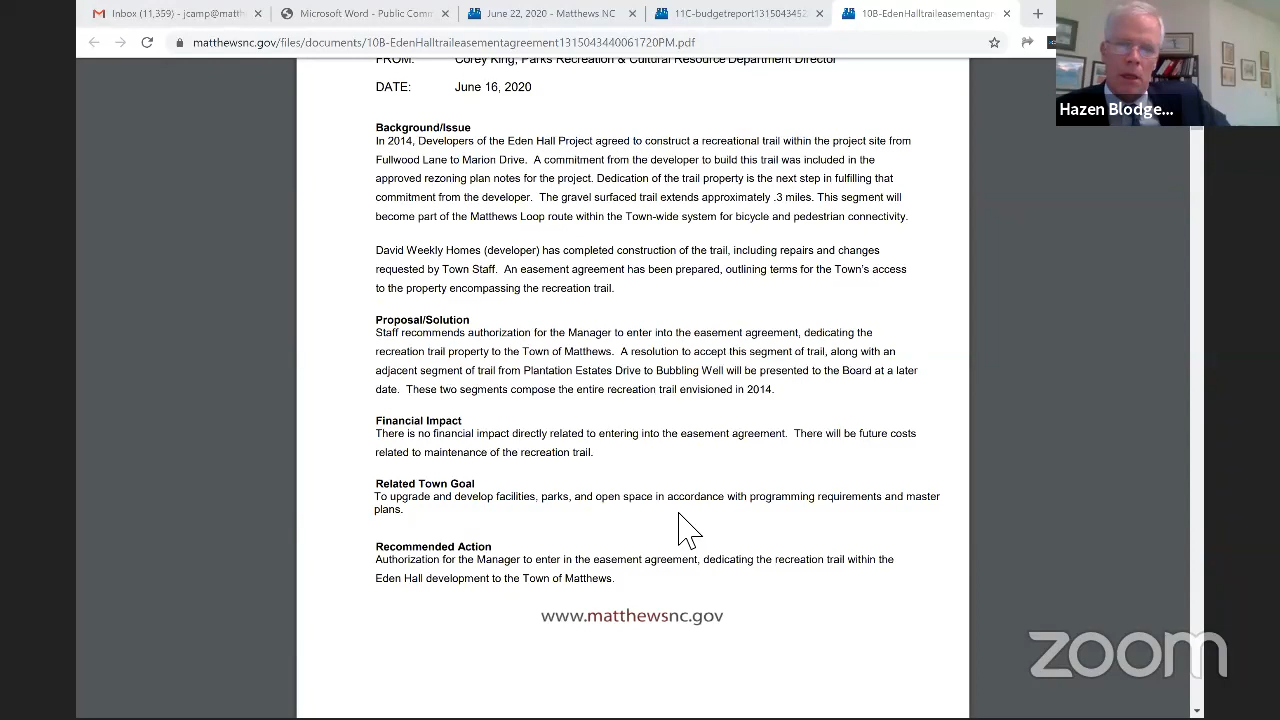 Inbox (11,359) - jcamp@matth
Microsoft Word - Public Comm
June 22, 2020 - Matthews NC
11C-budgetreport1315043452
10B-EdenHalltraileasementag
matthewsnc.gov/files/document/10B-EdenHalltraileasementagreement1315043440061720PM.pdf
Hazen Blodge...
FROM: Corey King, Parks Recreation & Cultural Resource Department Director
DATE: June 16, 2020
Background/Issue
In 2014, Developers of the Eden Hall Project agreed to construct a recreational trail within the project site from
Fullwood Lane to Marion Drive. A commitment from the developer to build this trail was included in the
approved rezoning plan notes for the project. Dedication of the trail property is the next step in fulfilling that
commitment from the developer. The gravel surfaced trail extends approximately .3 miles. This segment will
become part of the Matthews Loop route within the Town-wide system for bicycle and pedestrian connectivity.
David Weekly Homes (developer) has completed construction of the trail, including repairs and changes
requested by Town Staff. An easement agreement has been prepared, outlining terms for the Town's access
to the property encompassing the recreation trail.
Proposal/Solution
Staff recommends authorization for the Manager to enter into the easement agreement, dedicating the
recreation trail property to the Town of Matthews. A resolution to accept this segment of trail, along with an
adjacent segment of trail from Plantation Estates Drive to Bubbling Well will be presented to the Board at a later
date. These two segments compose the entire recreation trail envisioned in 2014.
Financial Impact
There is no financial impact directly related to entering into the easement agreement. There will be future costs
related to maintenance of the recreation trail.
Related Town Goal
To upgrade and develop facilities, parks, and open space in accordance with programming requirements and master
plans.
Recommended Action
Authorization for the Manager to enter in the easement agreement, dedicating the recreation trail within the
Eden Hall development to the Town of Matthews.
www.matthewsnc.gov
zoom